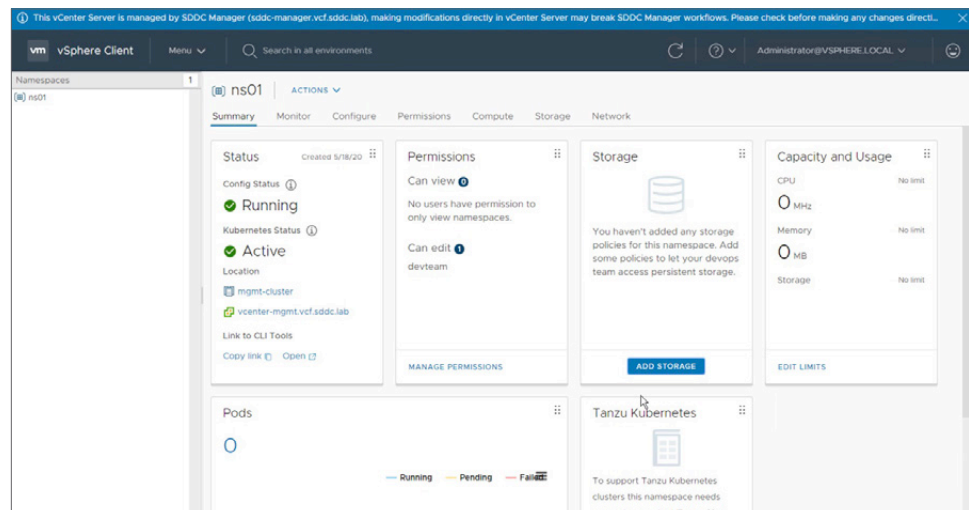 This vCenter Server is managed by SDDC Manager (sddc-manager.vcf.sddc.lab), making modifications directly in vCenter Server may break SDDC Manager workflows. Please check before making any changes directl...
vm vSphere Client Menu Search in all environments Administrator@VSPHERE.LOCAL
Namespaces 1
ns01
ns01 ACTIONS
Summary Monitor Configure Permissions Compute Storage Network
Status Created 5/18/20
Config Status
Running
Kubernetes Status
Active
Location
mgmt-cluster
vcenter-mgmt.vcf.sddc.lab
Link to CLI Tools
Copy link Open
Permissions
Can view 0
No users have permission to
only view namespaces.
Can edit 1
devteam
MANAGE PERMISSIONS
Storage
You haven't added any storage
policies for this namespace. Add
some policies to let your devops
team access persistent storage.
ADD STORAGE
Capacity and Usage
CPU No limit
0 MHz
Memory No limit
0 MB
Storage No limit
EDIT LIMITS
Pods
0
Running Pending Failed
Tanzu Kubernetes
To support Tanzu Kubernetes
clusters this namespace needs